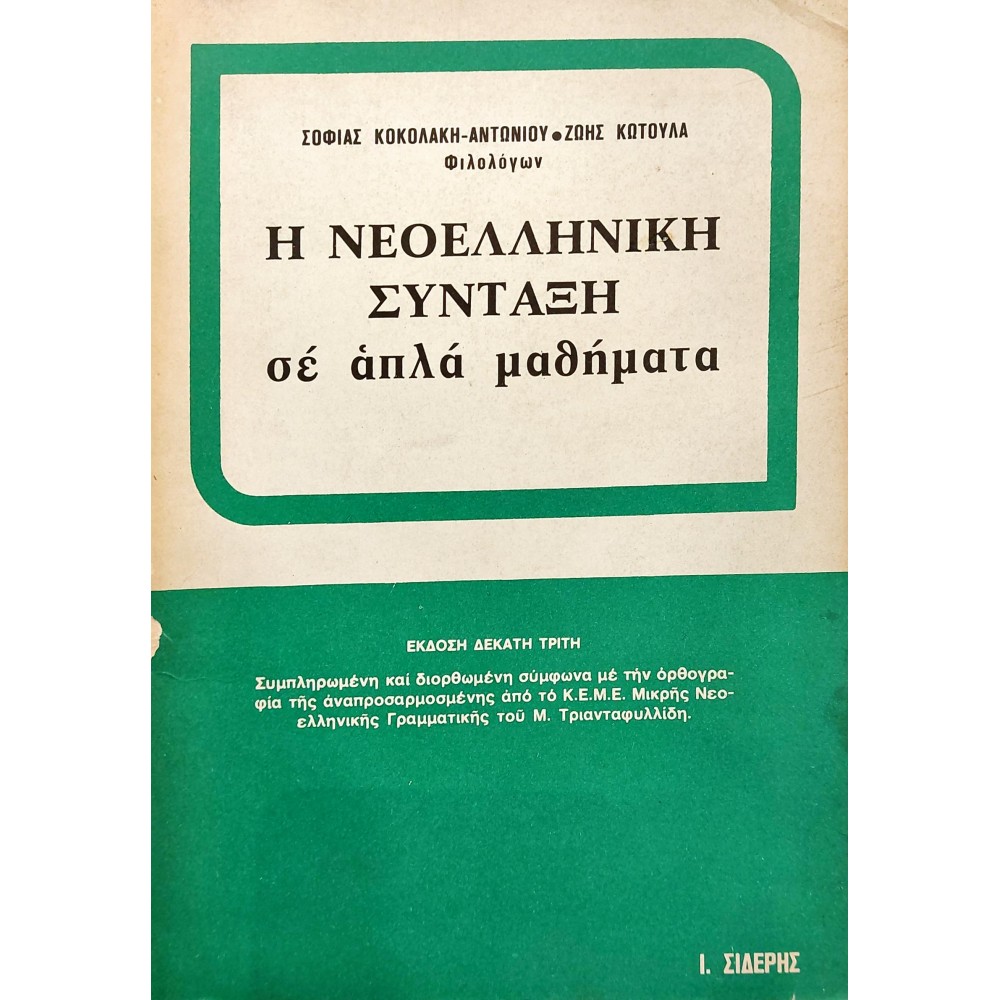 ΣΟΦΙΑΣ ΚΟΚΟΛΑΚΗ-ΑΝΤΩΝΙΟΥ • ΖΩΗΣ ΚΩΤΟΥΛΑ
Φιλολόγων
Η ΝΕΟΕΛΛΗΝΙΚΗ
ΣΥΝΤΑΞΗ
σέ ἁπλά μαθήματα
ΕΚΔΟΣΗ ΔΕΚΑΤΗ ΤΡΙΤΗ
Συμπληρωμένη καί διορθωμένη σύμφωνα μέ τήν ὀρθογρα-
φία τῆς ἀναπροσαρμοσμένης ἀπό τό Κ.Ε.Μ.Ε. Μικρῆς Νεο-
ελληνικῆς Γραμματικῆς τοῦ Μ. Τριανταφυλλίδη.
Ι. ΣΙΔΕΡΗΣ